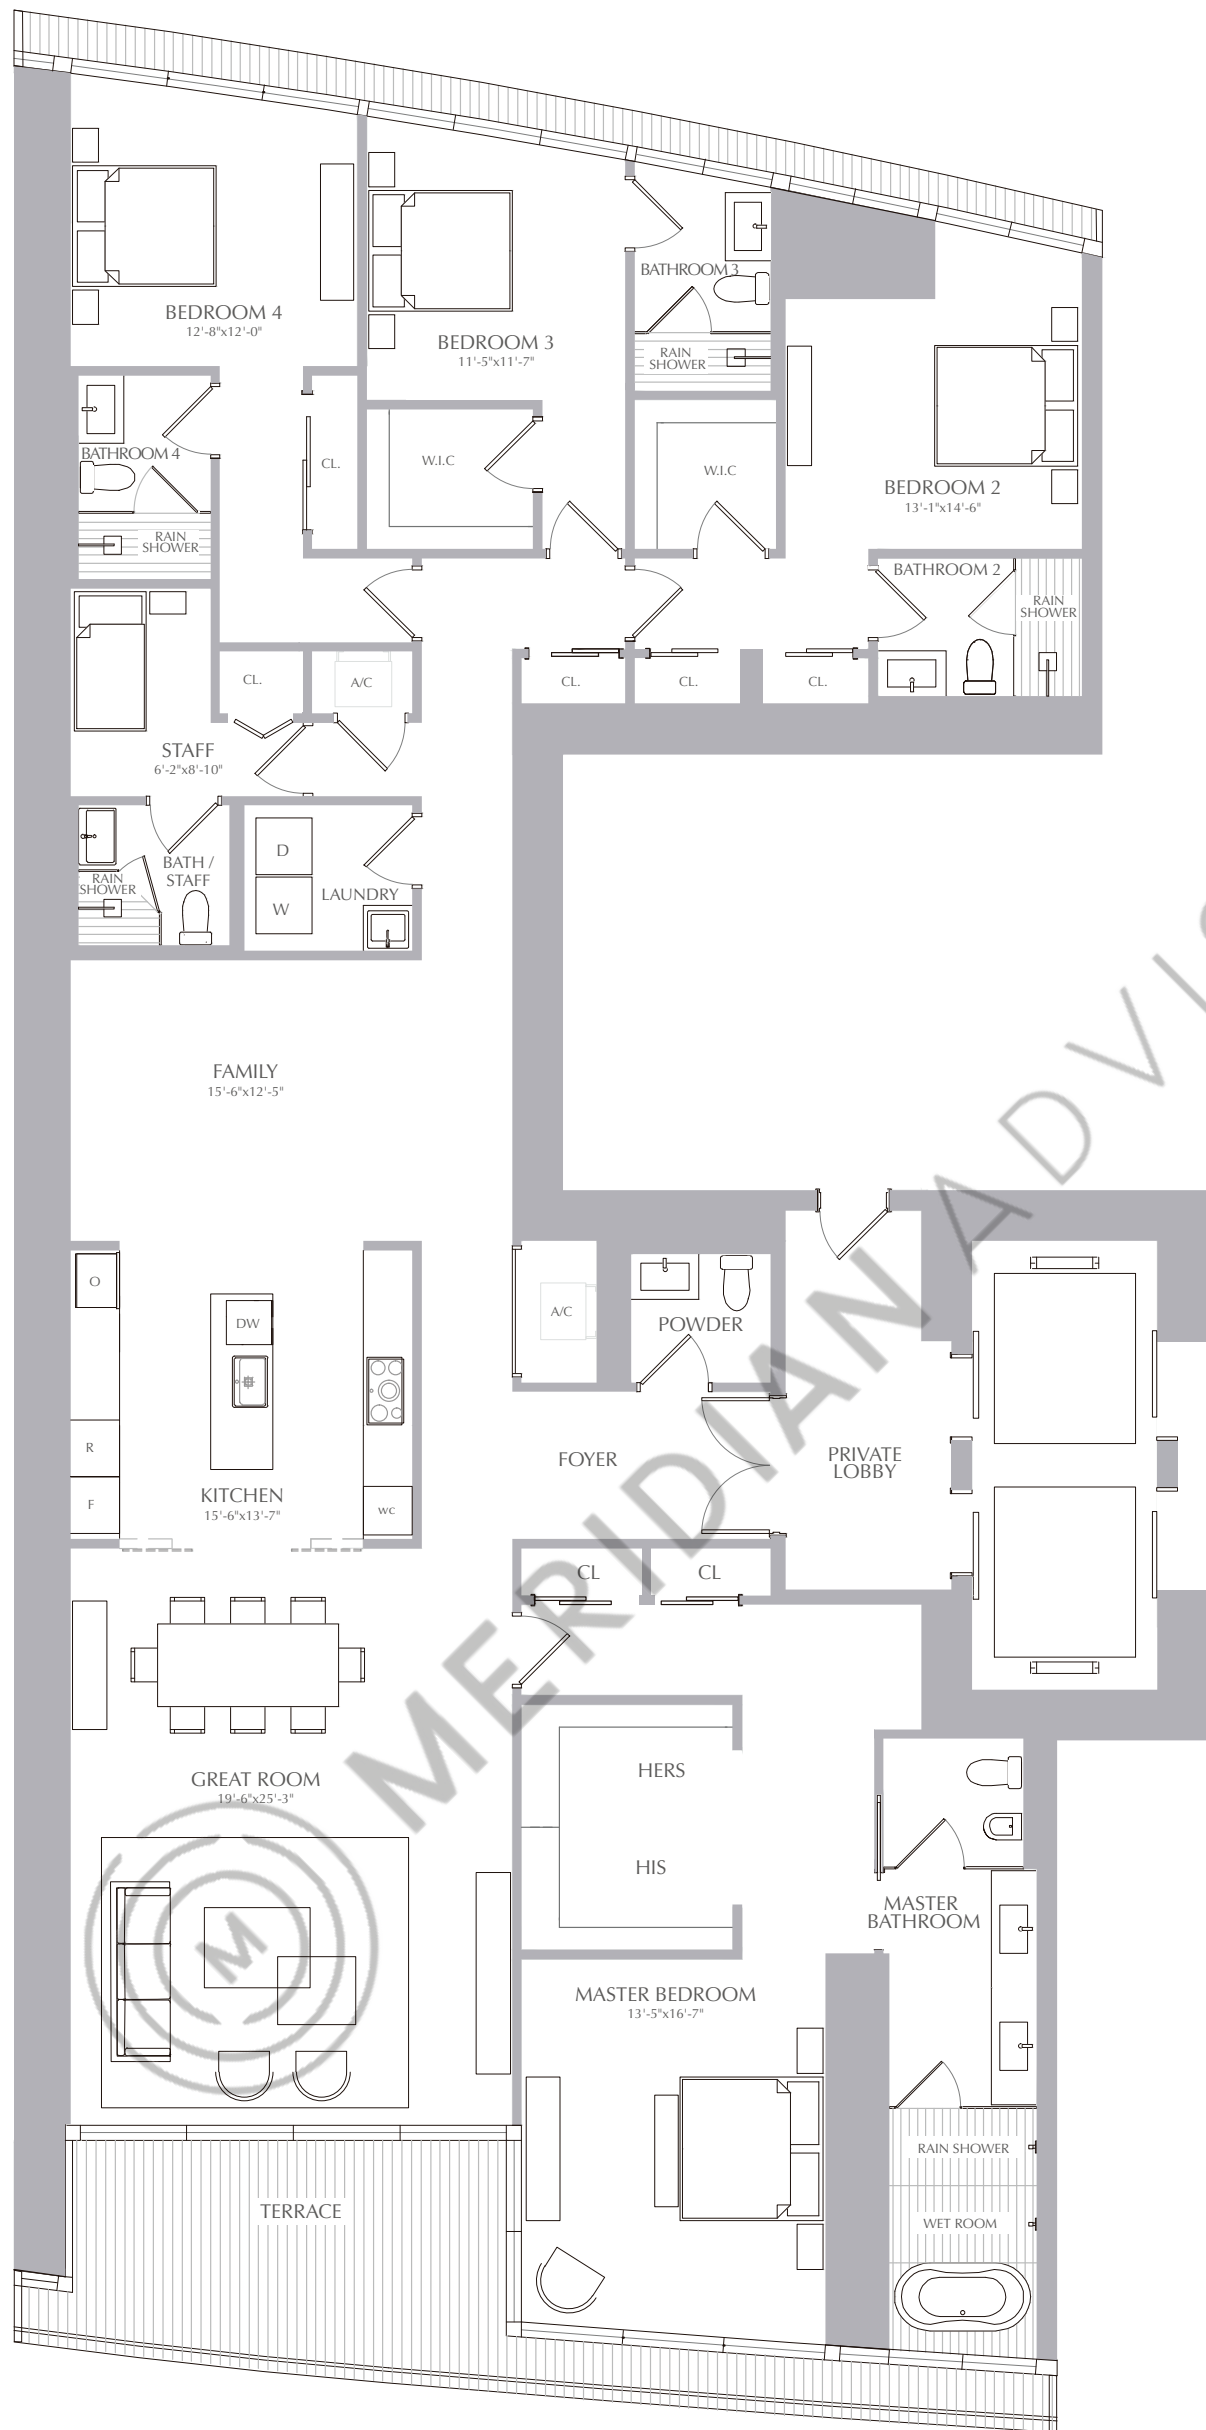 BEDROOM 4
12'-8"x12'-0"
BEDROOM 3
11'-5"x11'-7"
BATHROOM 3
RAIN
SHOWER
BATHROOM 4
RAIN
SHOWER
CL.
W.I.C
W.I.C
BEDROOM 2
13'-1"x14'-6"
BATHROOM 2
RAIN
SHOWER
CL.
A/C
CL.
CL.
CL.
STAFF
6'-2"x8'-10"
BATH /
STAFF
RAIN
SHOWER
D
W
LAUNDRY
FAMILY
15'-6"x12'-5"
O
DW
R
F
KITCHEN
15'-6"x13'-7"
wc
A/C
POWDER
FOYER
PRIVATE
LOBBY
CL
CL
GREAT ROOM
19'-6"x25'-3"
HERS
HIS
MASTER
BATHROOM
MASTER BEDROOM
13'-5"x16'-7"
RAIN SHOWER
WET ROOM
TERRACE
M MERIDIAN